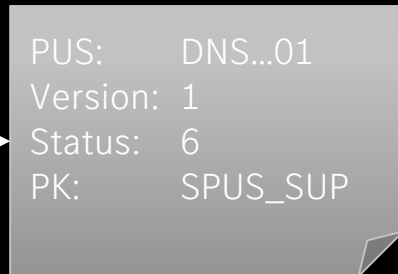 PUS: DNS...01
Version: 1
Status: 6
PK: SPUS_SUP